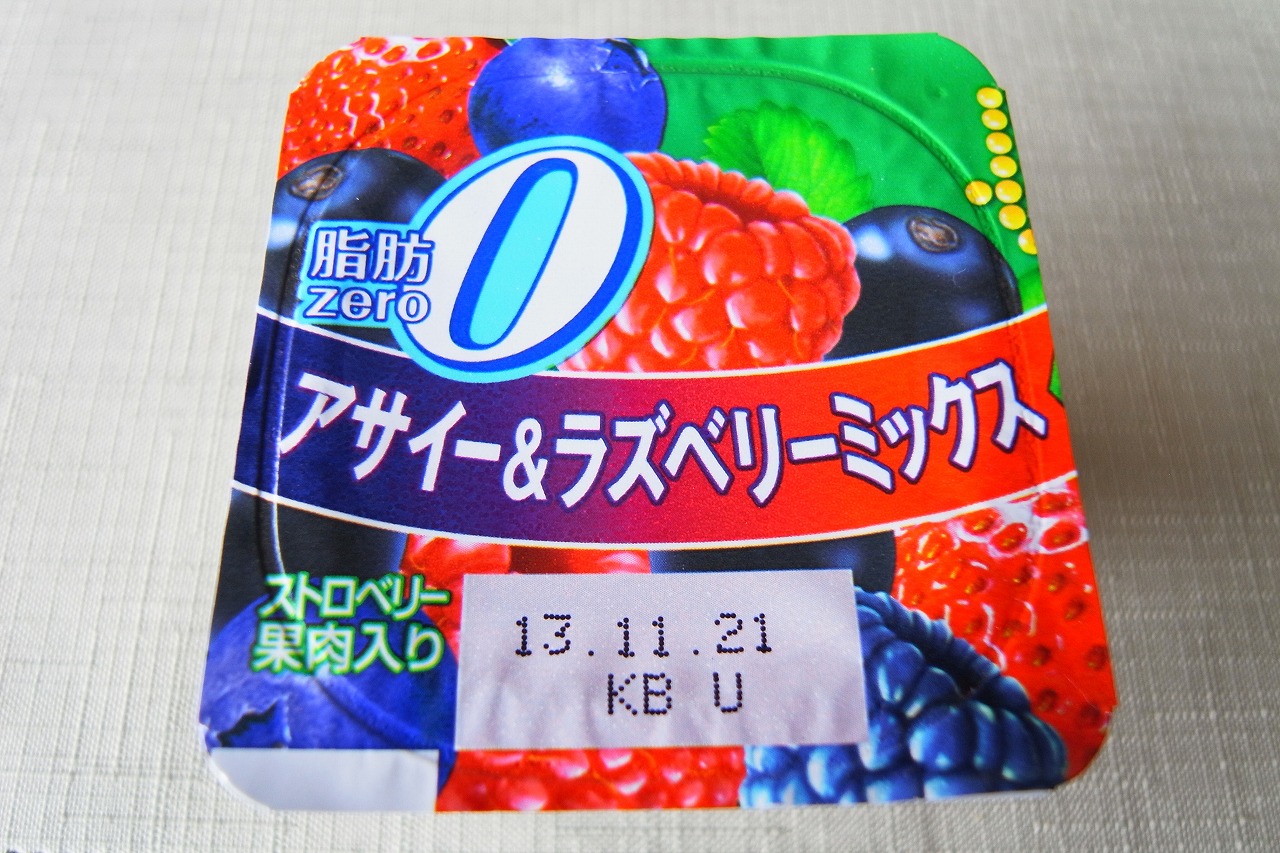 脂肪
zero
0
アサイー&ラズベリーミックス
ストロベリー
果肉入り
13.11.21
KB U